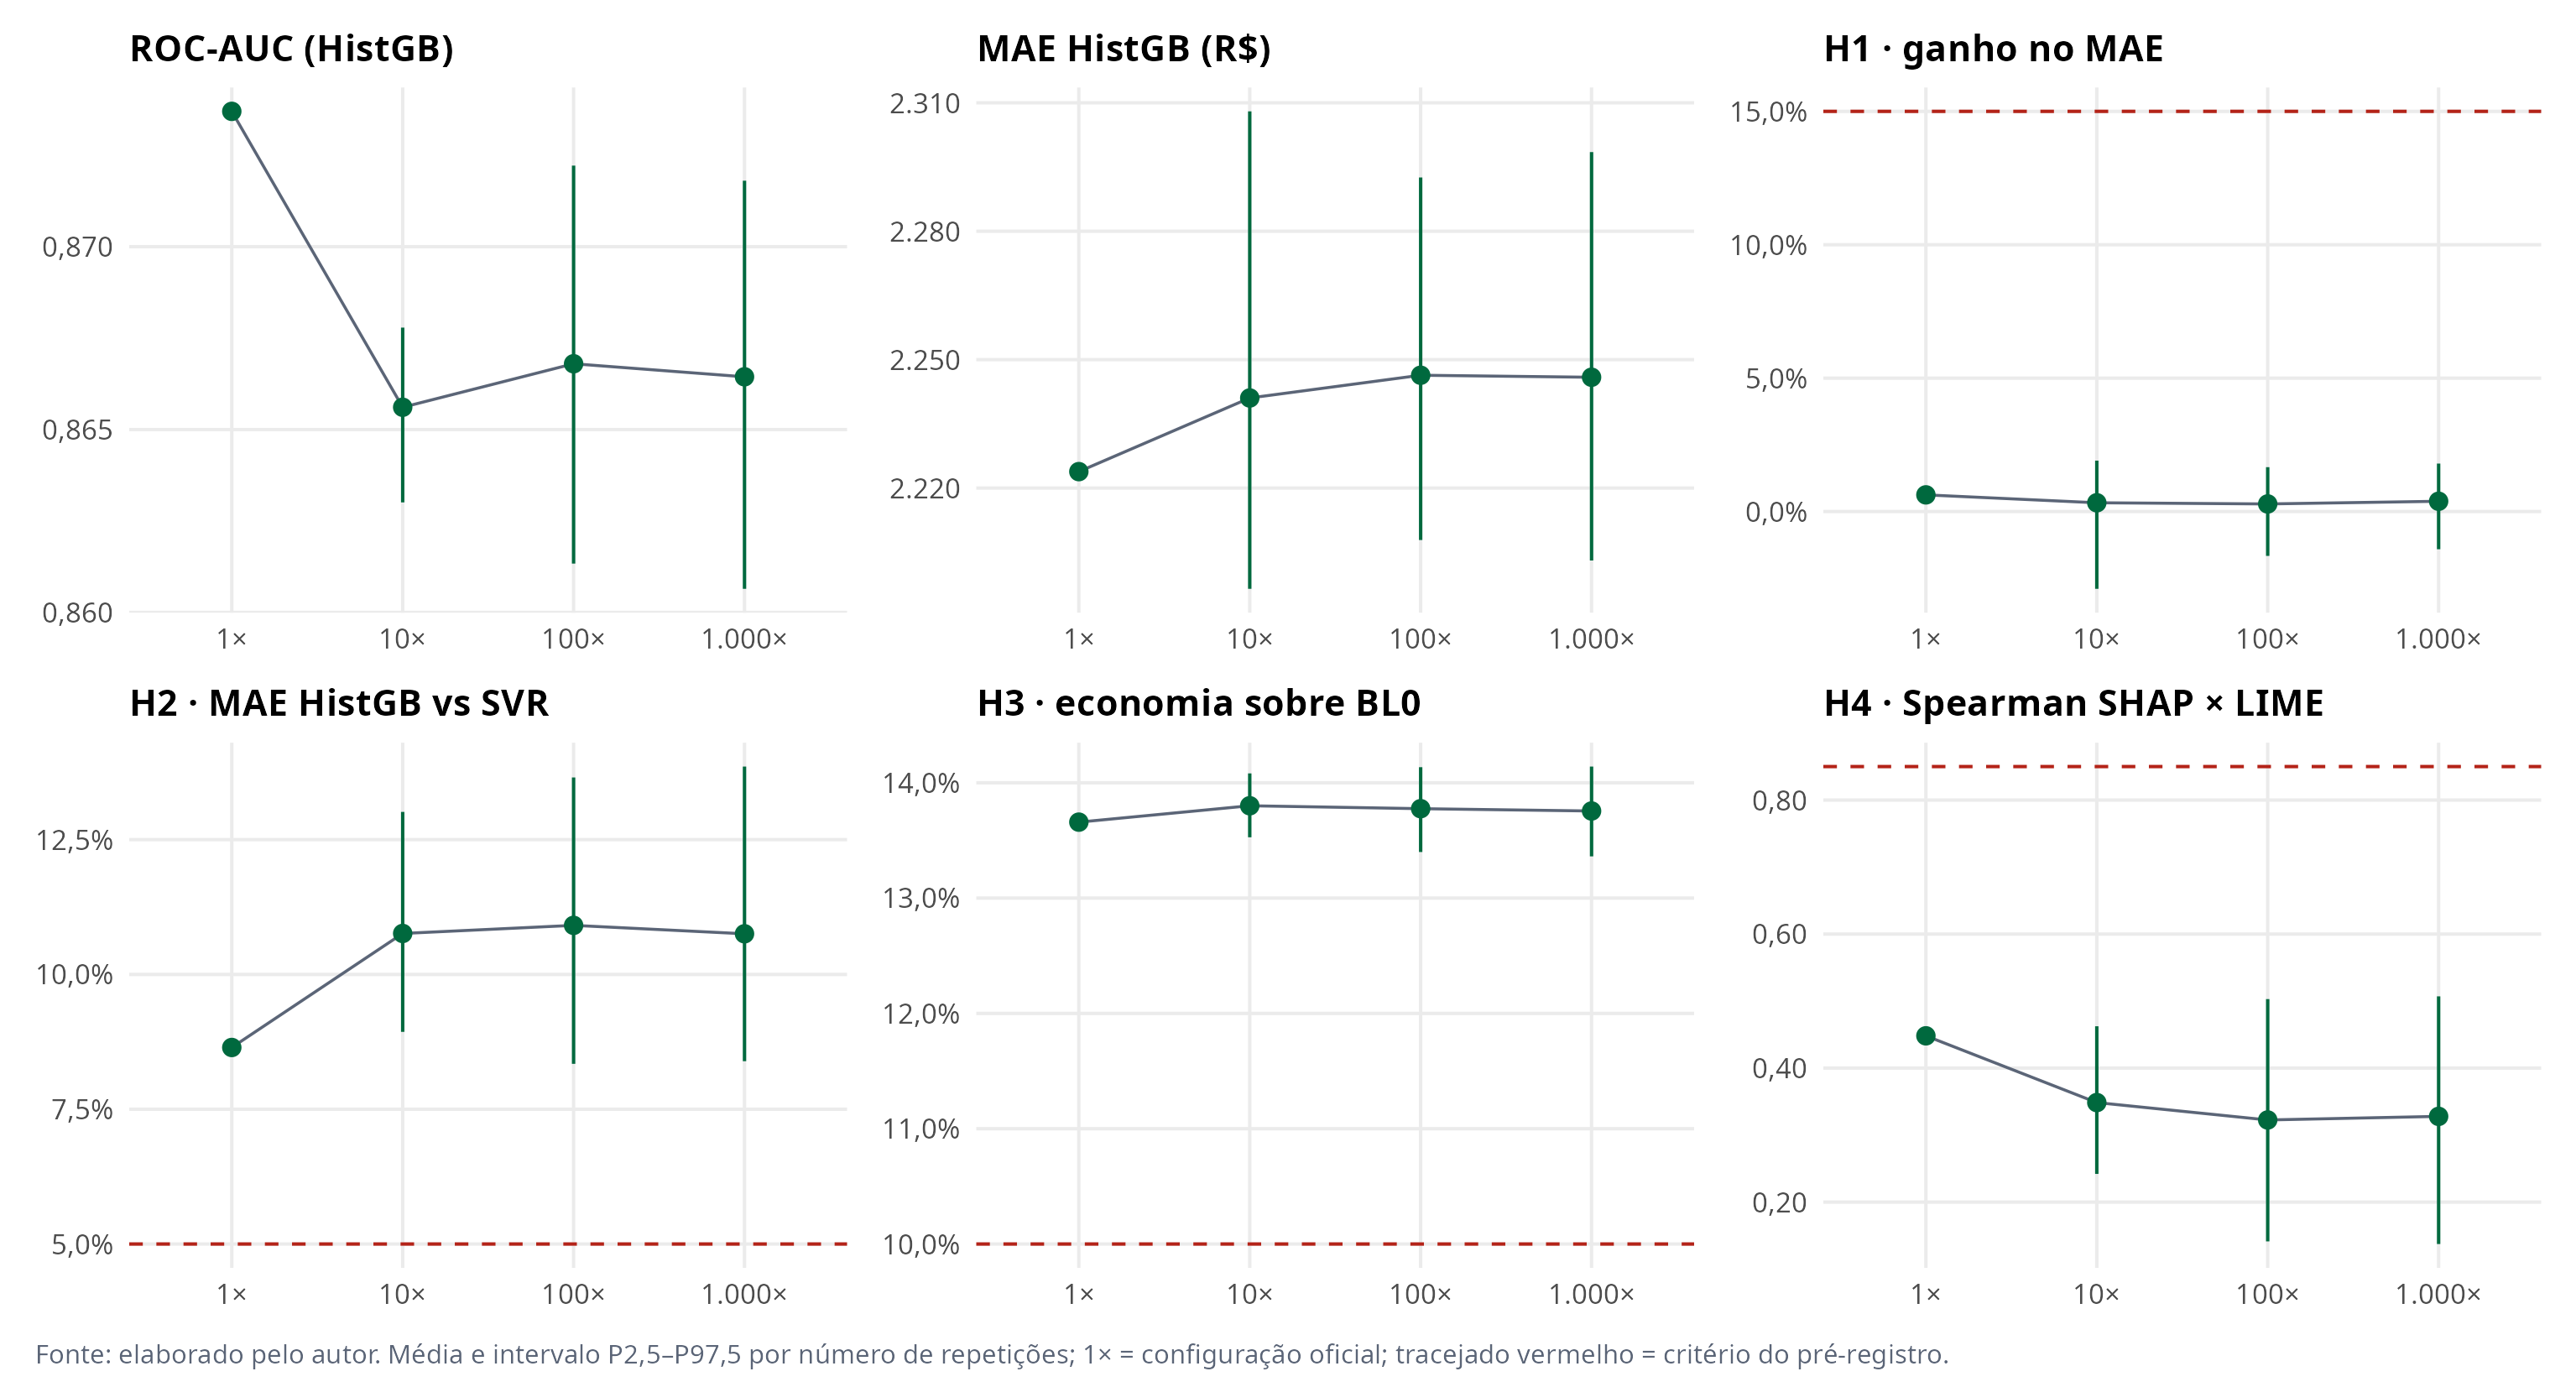 ROC-AUC (HistGB)
0,870
0,865
0,860
1× 10× 100× 1.000×
MAE HistGB (R$)
2.310
2.280
2.250
2.220
1× 10× 100× 1.000×
H1 · ganho no MAE
15,0%
10,0%
5,0%
0,0%
1× 10× 100× 1.000×
H2 · MAE HistGB vs SVR
12,5%
10,0%
7,5%
5,0%
1× 10× 100× 1.000×
H3 · economia sobre BL0
14,0%
13,0%
12,0%
11,0%
10,0%
1× 10× 100× 1.000×
H4 · Spearman SHAP × LIME
0,80
0,60
0,40
0,20
1× 10× 100× 1.000×
Fonte: elaborado pelo autor. Média e intervalo P2,5–P97,5 por número de repetições; 1× = configuração oficial; tracejado vermelho = critério do pré-registro.